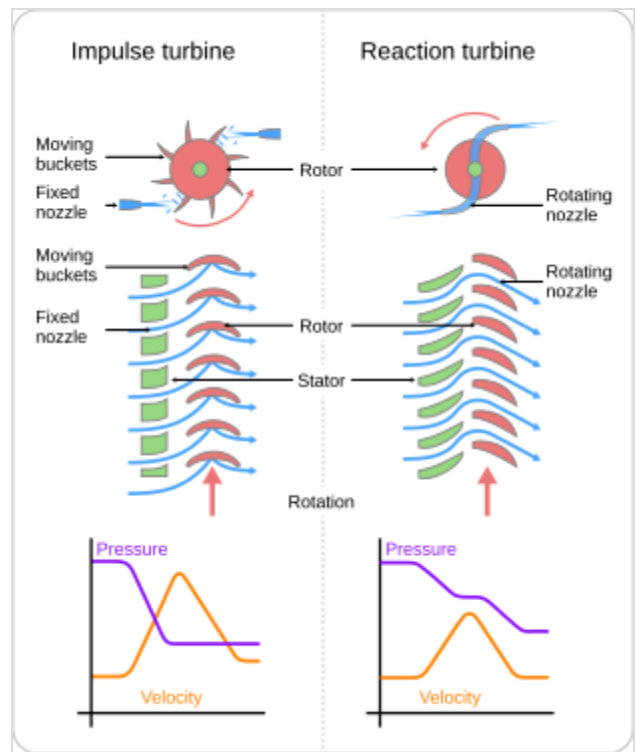 Impulse turbine
Reaction turbine
Moving
buckets
Fixed
nozzle
Rotor
Rotating
nozzle
Moving
buckets
Fixed
nozzle
Rotor
Stator
Rotating
nozzle
Rotation
Pressure
Velocity
Pressure
Velocity